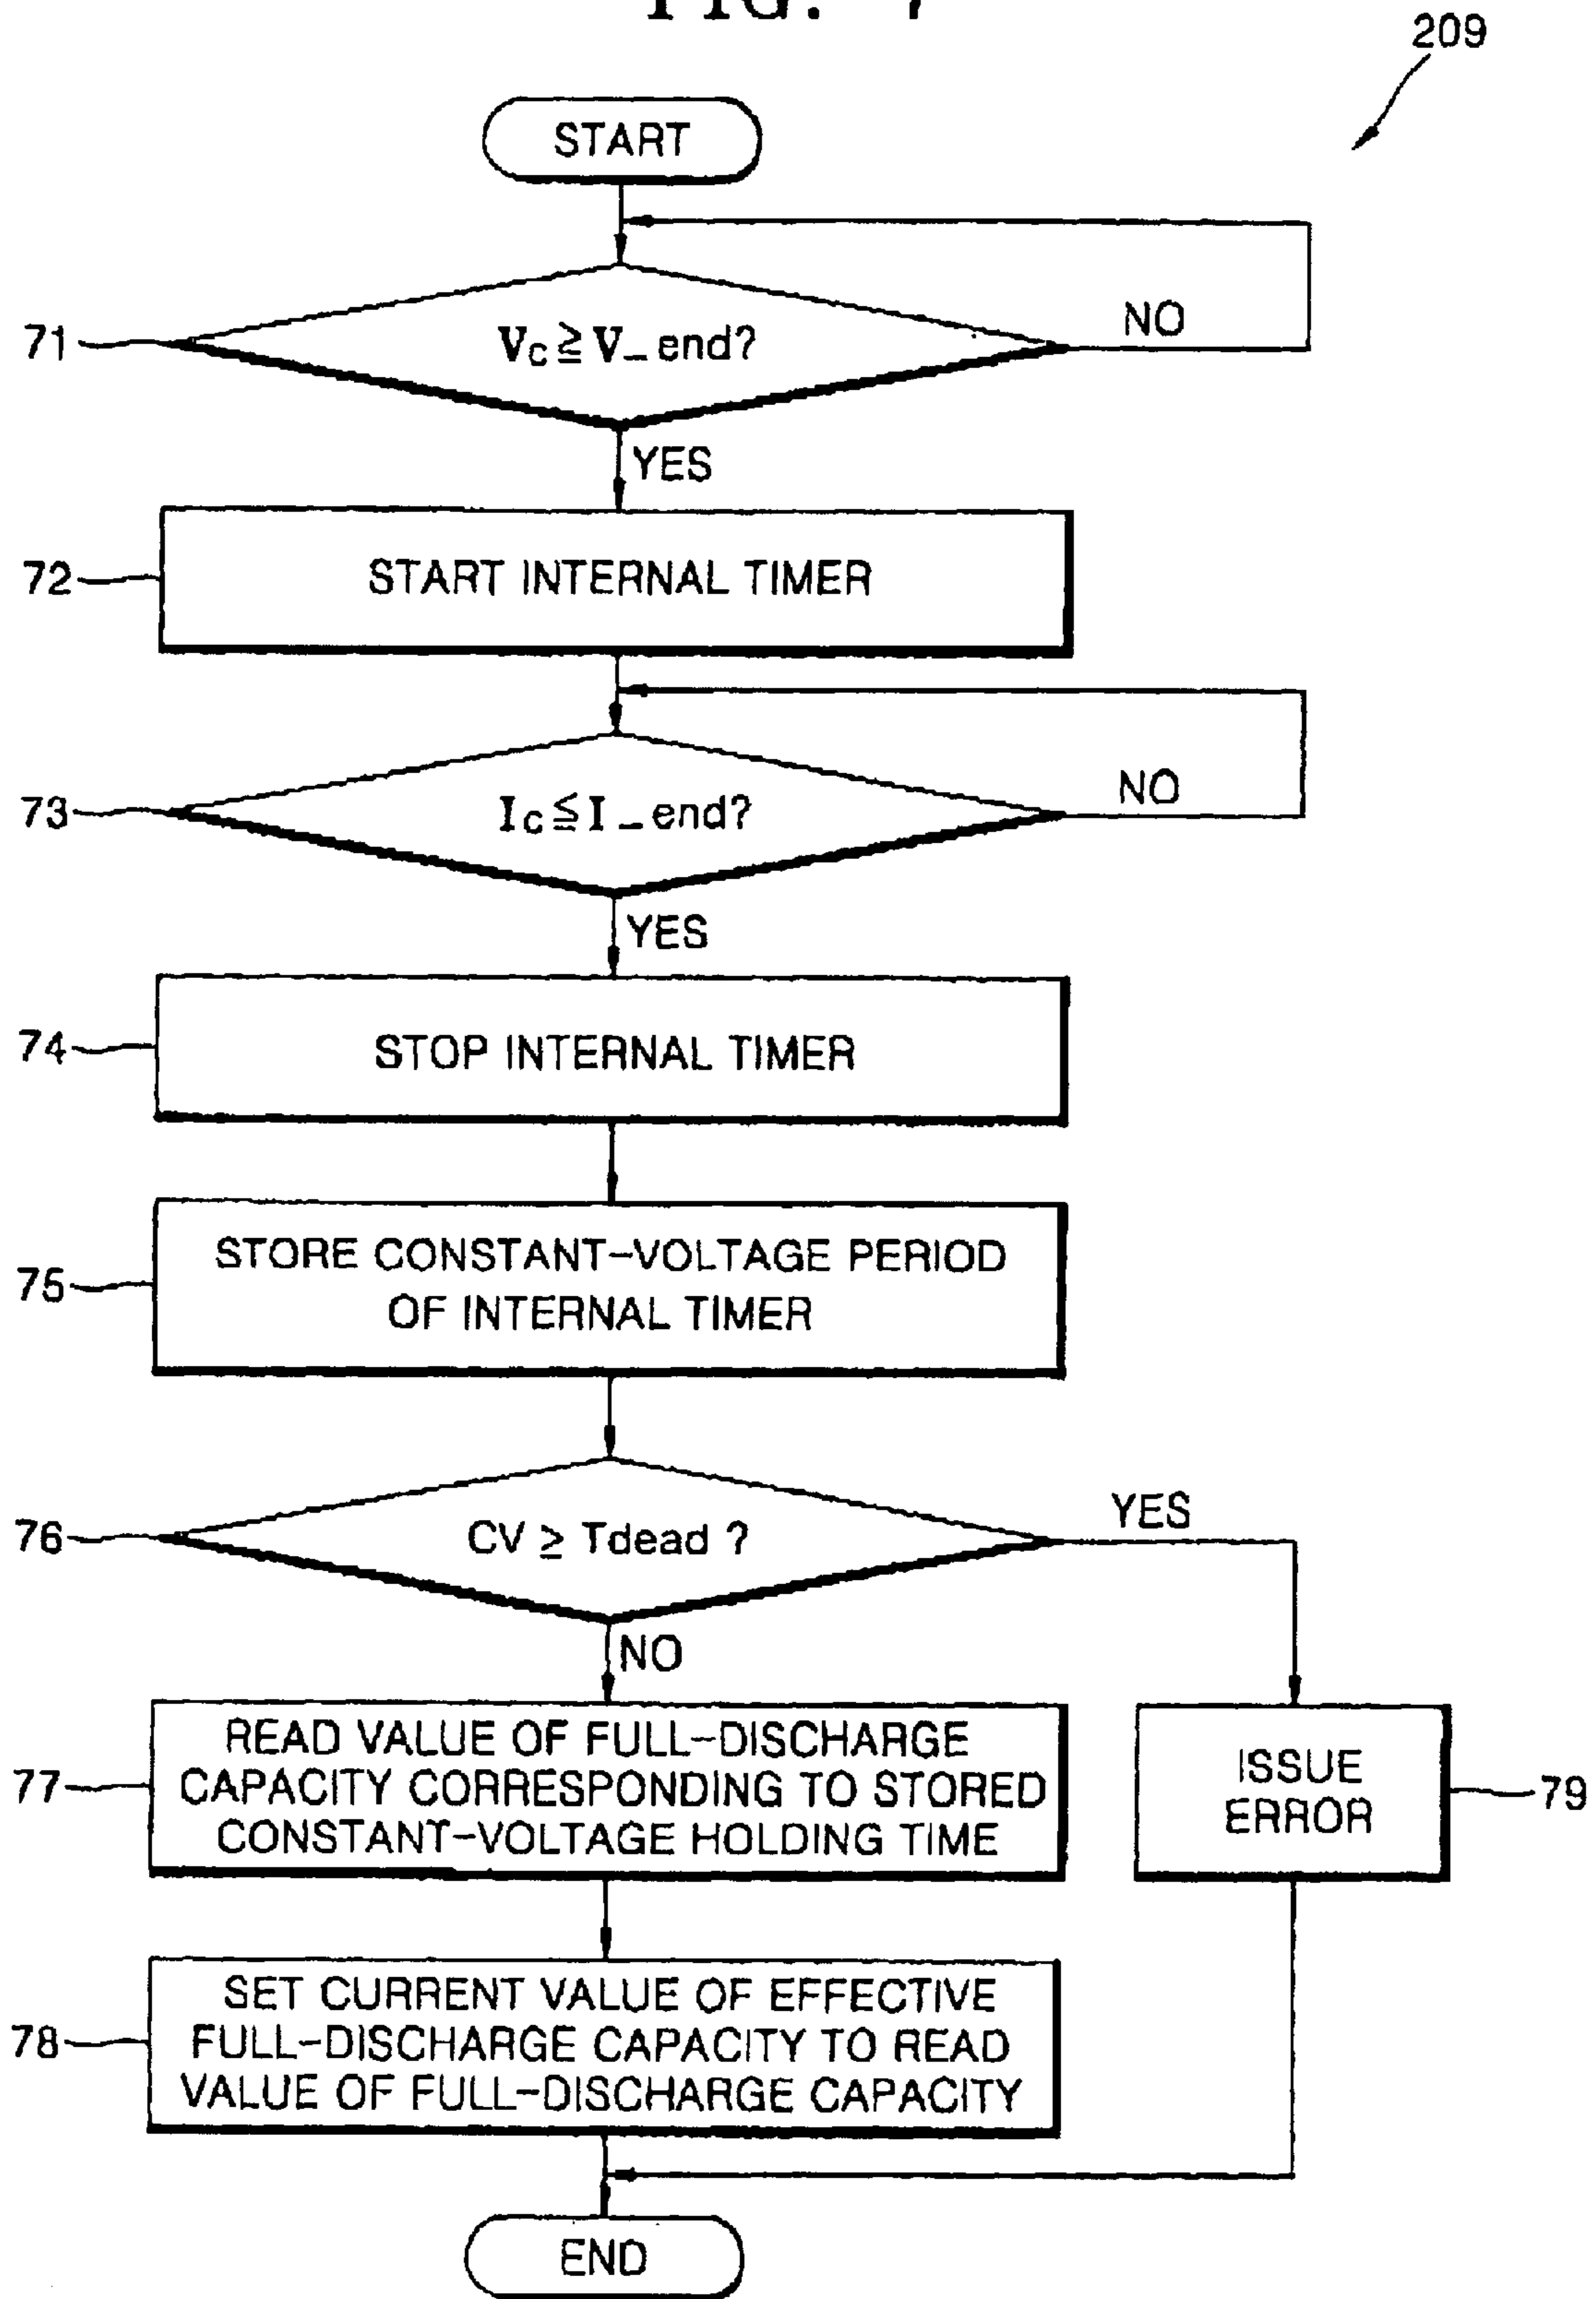 FIG. 7
209
START
71
Vc ≧ V_end?
NO
YES
72
START INTERNAL TIMER
73
Ic ≦ I_end?
NO
YES
74
STOP INTERNAL TIMER
75
STORE CONSTANT-VOLTAGE PERIOD
OF INTERNAL TIMER
76
CV ≥ Tdead ?
YES
NO
77
READ VALUE OF FULL-DISCHARGE
CAPACITY CORRESPONDING TO STORED
CONSTANT-VOLTAGE HOLDING TIME
ISSUE
ERROR
79
78
SET CURRENT VALUE OF EFFECTIVE
FULL-DISCHARGE CAPACITY TO READ
VALUE OF FULL-DISCHARGE CAPACITY
END